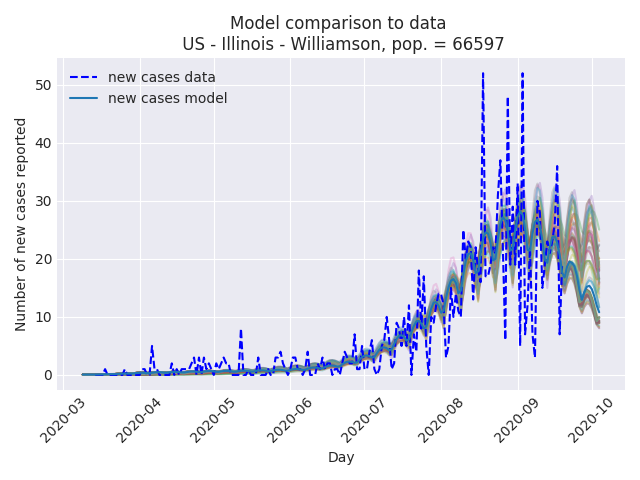 Model comparison to data
US - Illinois - Williamson, pop. = 66597
new cases data
new cases model
Number of new cases reported
50
40
30
20
10
0
2020-03
2020-04
2020-05
2020-06
2020-07
2020-08
2020-09
2020-10
Day